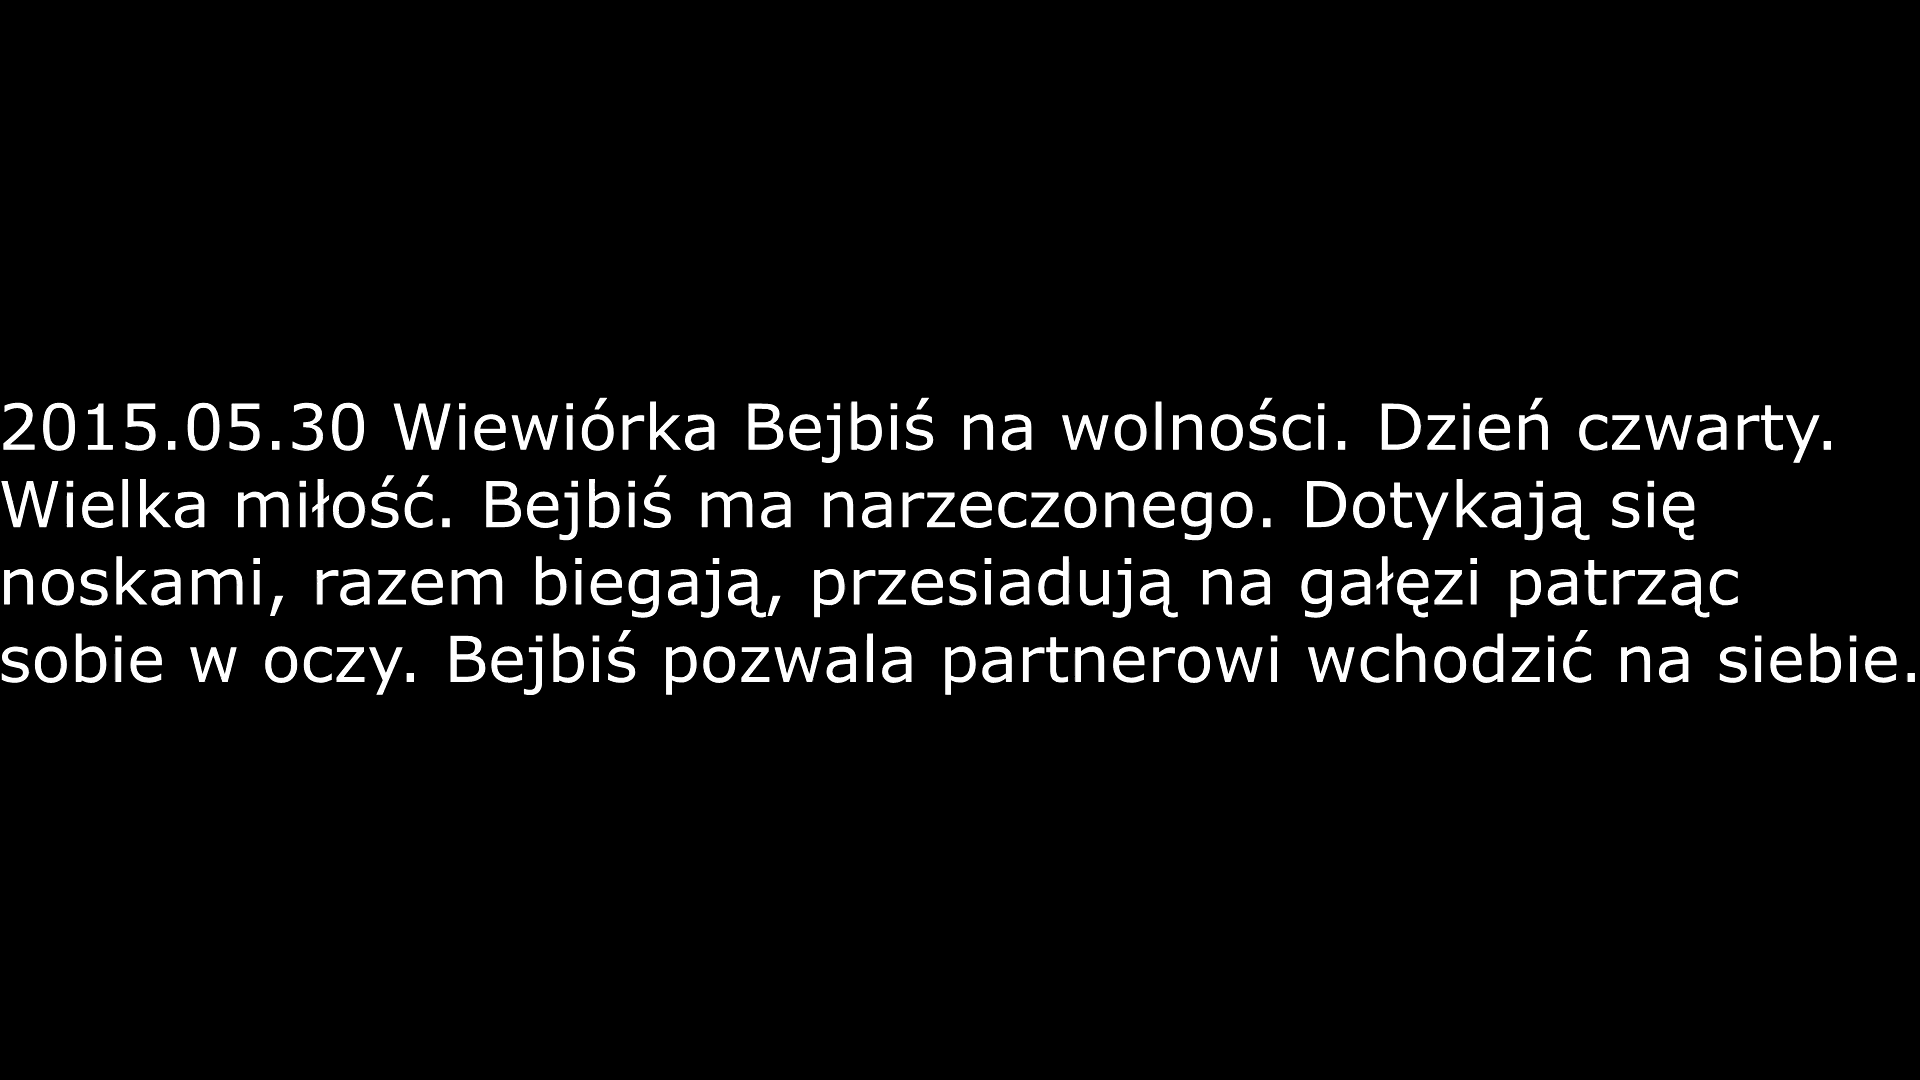 2015.05.30 Wiewiórka Bejbiś na wolności. Dzień czwarty.
Wielka miłość. Bejbiś ma narzeczonego. Dotykają się
noskami, razem biegają, przesiadują na gałęzi patrząc
sobie w oczy. Bejbiś pozwala partnerowi wchodzić na siebie.